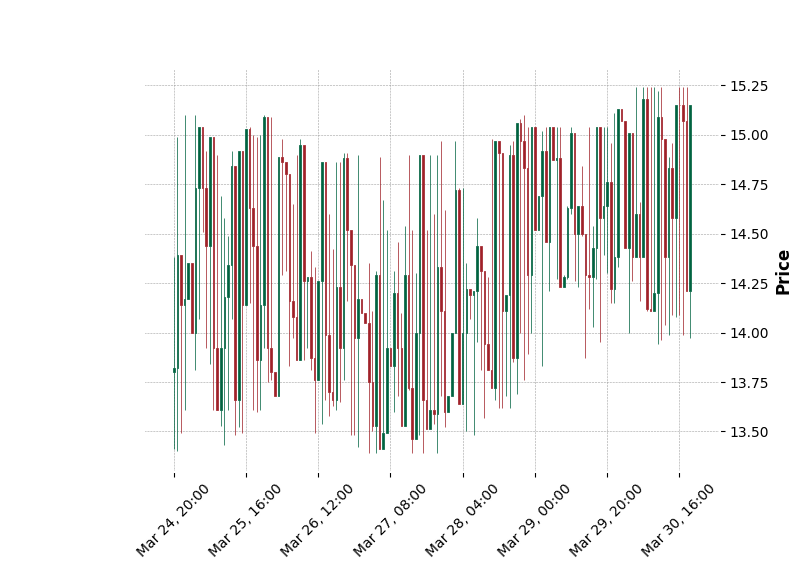 15.25
15.00
14.75
14.50
14.25
14.00
13.75
13.50
Price
Mar 24, 20:00
Mar 25, 16:00
Mar 26, 12:00
Mar 27, 08:00
Mar 28, 04:00
Mar 29, 00:00
Mar 29, 20:00
Mar 30, 16:00